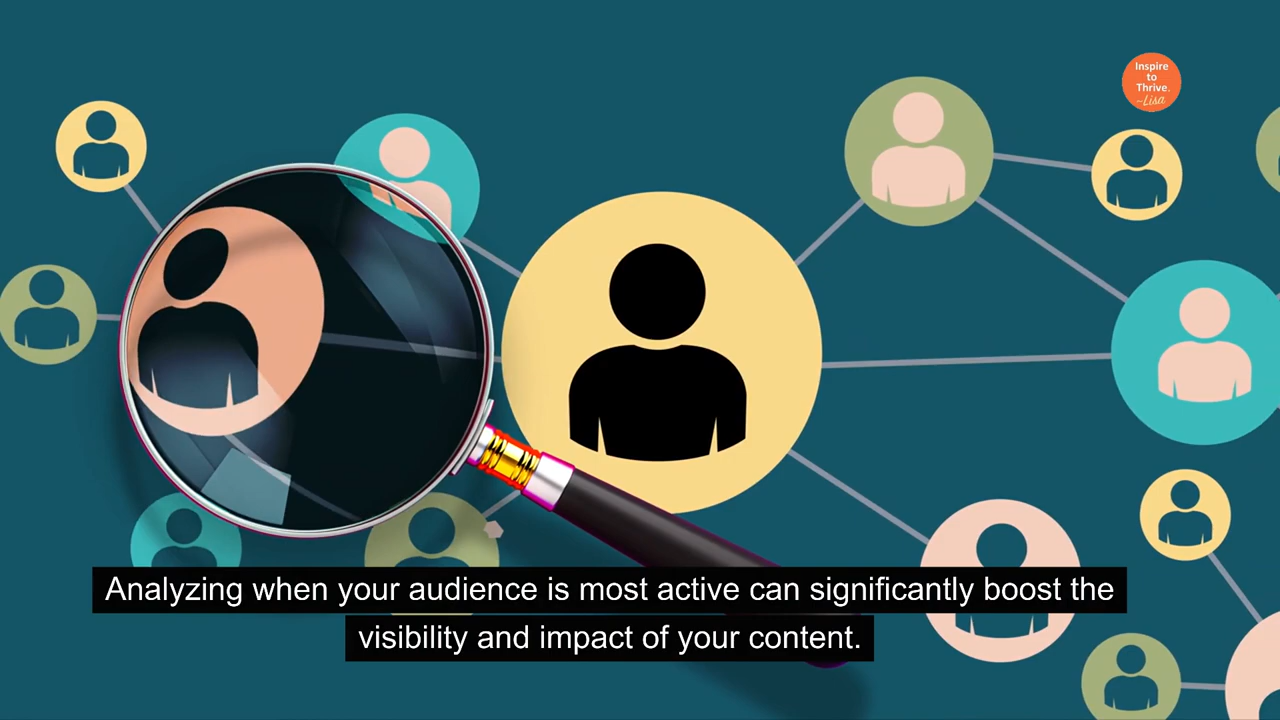 Inspire
to
Thrive.
~Lisa
Analyzing when your audience is most active can significantly boost the
visibility and impact of your content.